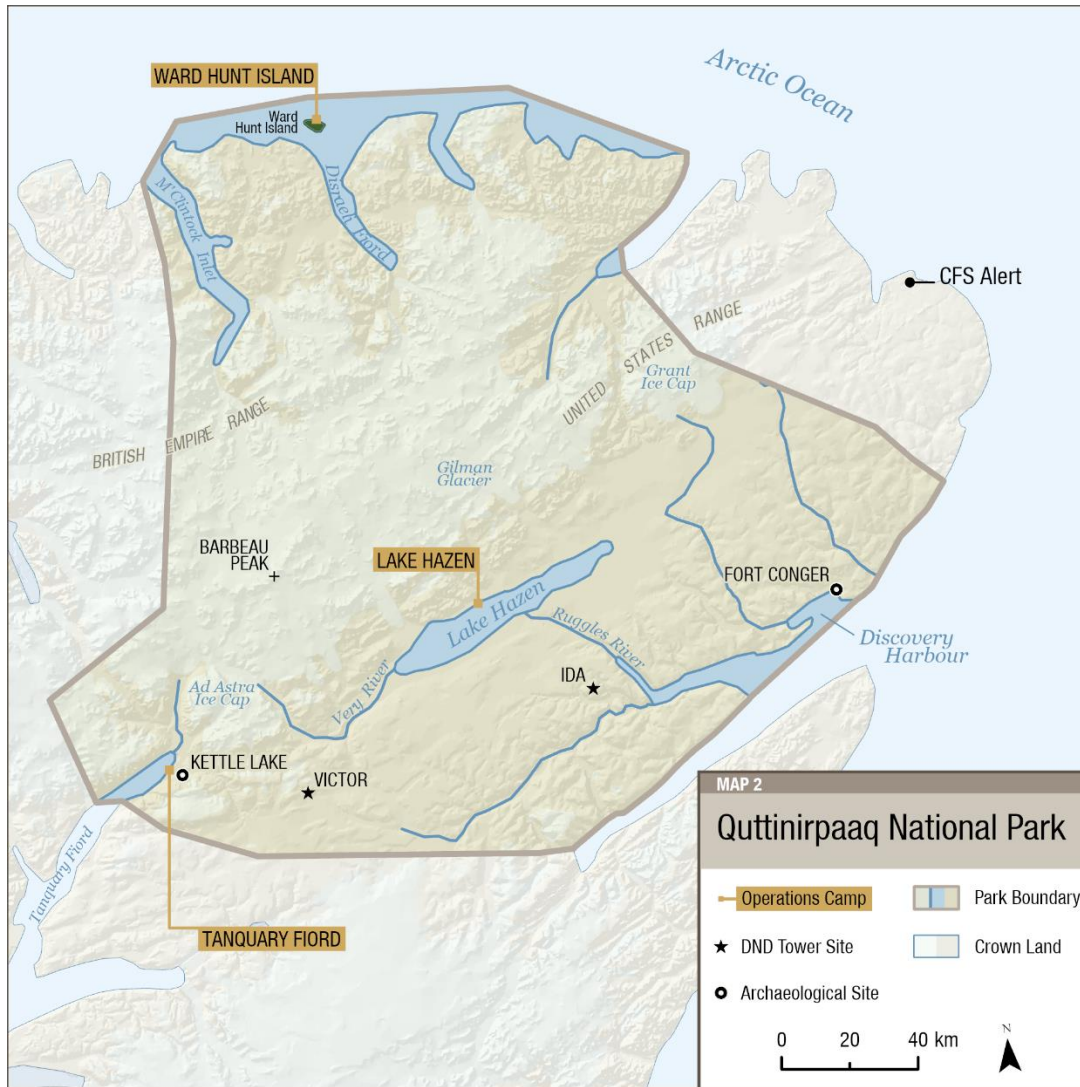 WARD HUNT ISLAND
Arctic Ocean
Ward
Hunt Island
M'Clintock Inlet
Disraeli Fiord
CFS Alert
UNITED STATES RANGE
Grant
Ice Cap
BRITISH EMPIRE RANGE
Gilman
Glacier
BARBEAU
PEAK
LAKE HAZEN
Lake Hazen
FORT CONGER
Ruggles River
Discovery
Harbour
IDA
Very River
Ad Astra
Ice Cap
KETTLE LAKE
VICTOR
Tanquary Fiord
TANQUARY FIORD
MAP 2
Quttinirpaaq National Park
Operations Camp
Park Boundary
DND Tower Site
Crown Land
Archaeological Site
0 20 40 km
N